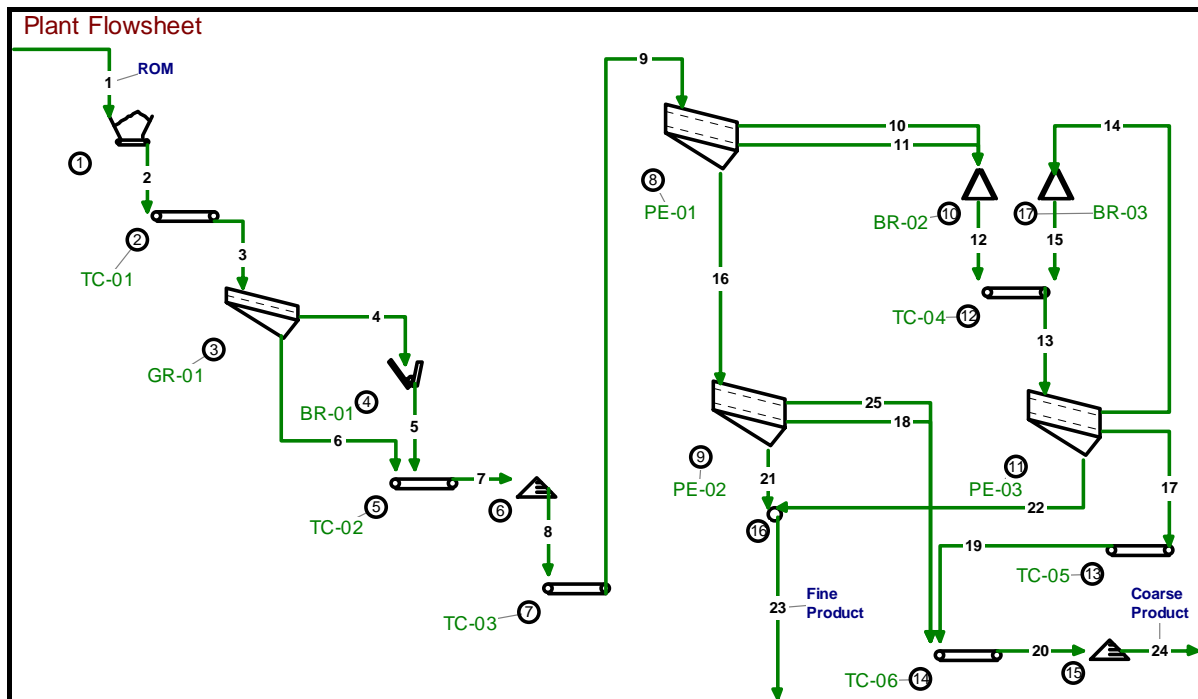 Plant Flowsheet
1
ROM
1
2
2
TC-01
3
3
GR-01
4
4
BR-01
5
6
5
TC-02
7
6
8
7
TC-03
9
8
PE-01
10
11
10
BR-02
12
14
17
BR-03
15
12
TC-04
13
16
9
PE-02
25
18
21
16
22
11
PE-03
17
19
13
TC-05
23
Fine
Product
14
TC-06
20
15
Coarse
Product
24